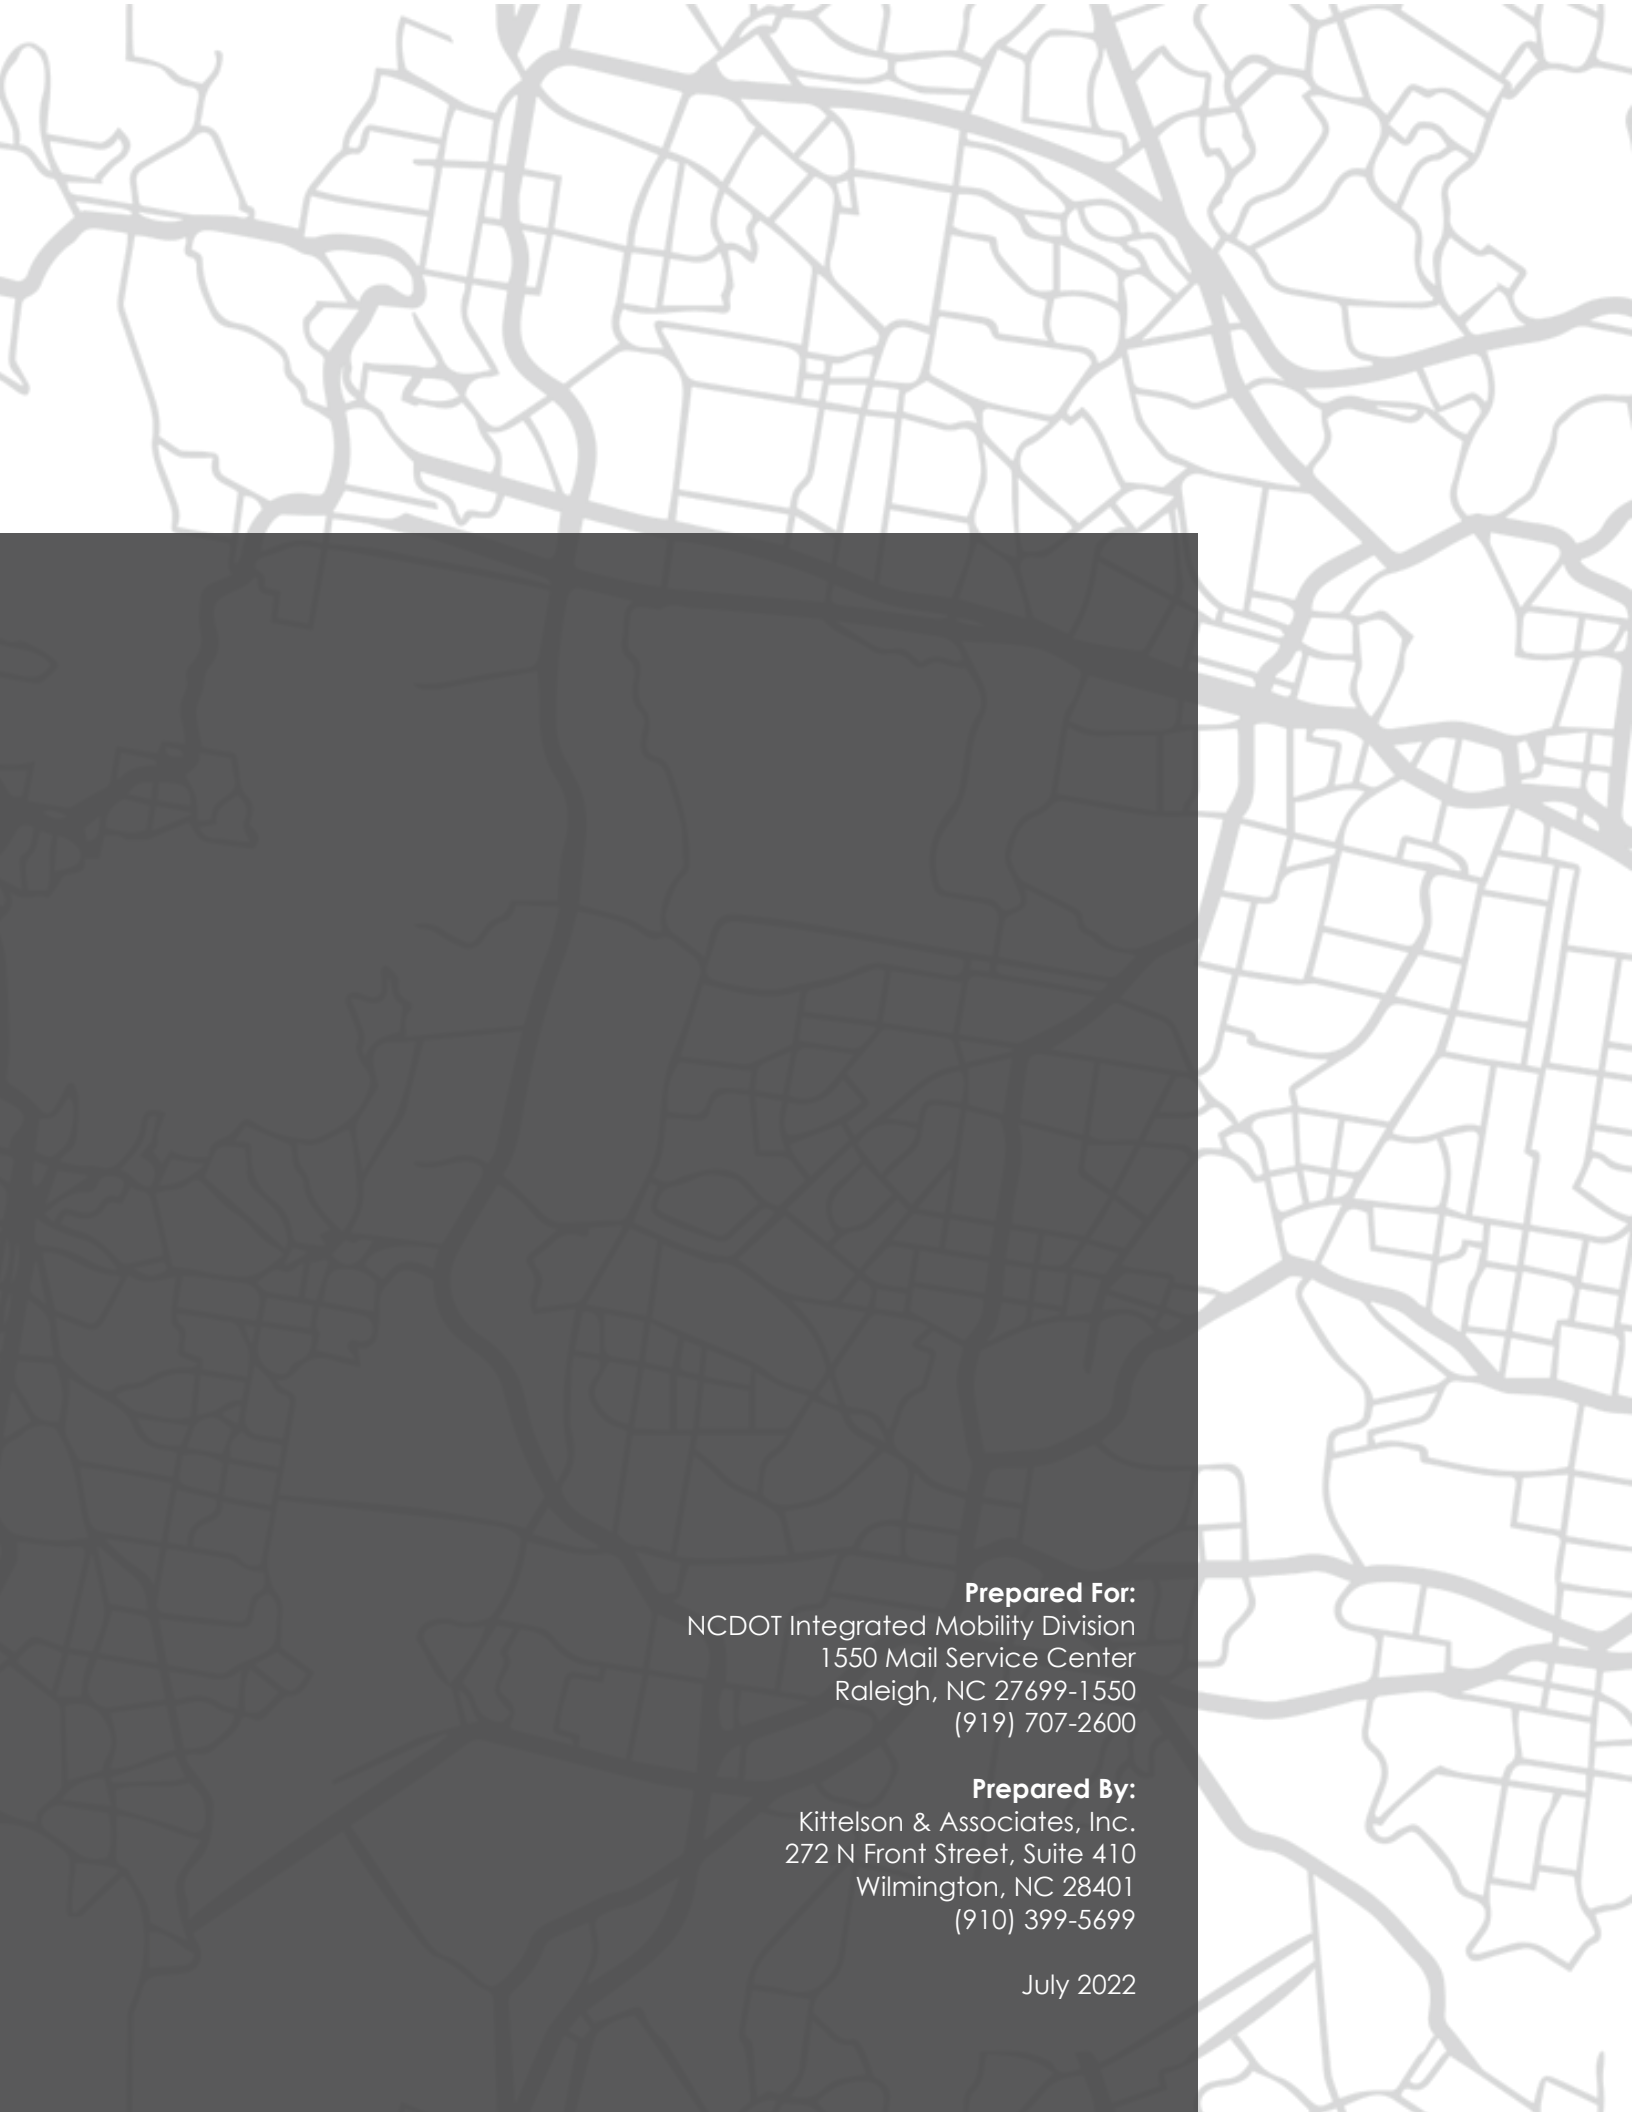 Prepared For:
NCDOT Integrated Mobility Division
1550 Mail Service Center
Raleigh, NC 27699-1550
(919) 707-2600
Prepared By:
Kittelson & Associates, Inc.
272 N Front Street, Suite 410
Wilmington, NC 28401
(910) 399-5699
July 2022